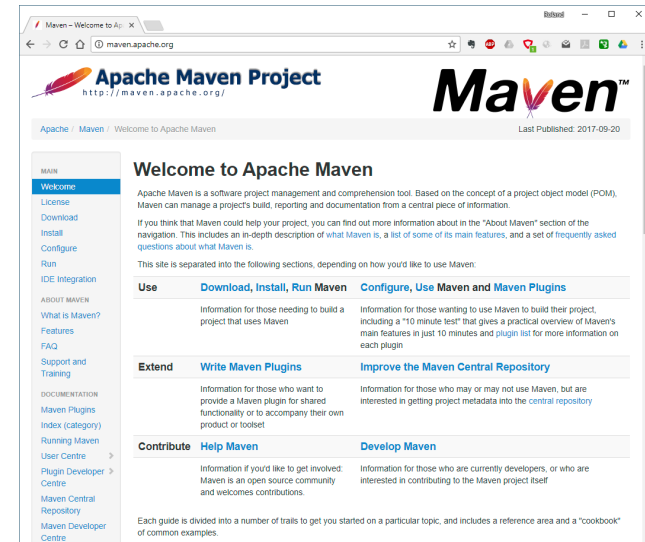 Maven – Welcome to Ap
maven.apache.org
Apache Maven Project
http://maven.apache.org/
Maven™
Apache / Maven / Welcome to Apache Maven
Last Published: 2017-09-20
MAIN
Welcome
License
Download
Install
Configure
Run
IDE Integration
ABOUT MAVEN
What is Maven?
Features
FAQ
Support and
Training
DOCUMENTATION
Maven Plugins
Index (category)
Running Maven
User Centre
Plugin Developer
Centre
Maven Central
Repository
Maven Developer
Centre
Welcome to Apache Maven
Apache Maven is a software project management and comprehension tool. Based on the concept of a project object model (POM),
Maven can manage a project's build, reporting and documentation from a central piece of information.
If you think that Maven could help your project, you can find out more information about in the "About Maven" section of the
navigation. This includes an in-depth description of what Maven is, a list of some of its main features, and a set of frequently asked
questions about what Maven is.
This site is separated into the following sections, depending on how you'd like to use Maven:
Use
Download, Install, Run Maven
Configure, Use Maven and Maven Plugins
Information for those needing to build a
project that uses Maven
Information for those wanting to use Maven to build their project,
including a "10 minute test" that gives a practical overview of Maven's
main features in just 10 minutes and plugin list for more information on
each plugin
Extend
Write Maven Plugins
Improve the Maven Central Repository
Information for those who want to
provide a Maven plugin for shared
functionality or to accompany their own
product or toolset
Information for those who may or may not use Maven, but are
interested in getting project metadata into the central repository
Contribute
Help Maven
Develop Maven
Information if you'd like to get involved:
Maven is an open source community
and welcomes contributions.
Information for those who are currently developers, or who are
interested in contributing to the Maven project itself
Each guide is divided into a number of trails to get you started on a particular topic, and includes a reference area and a "cookbook"
of common examples.